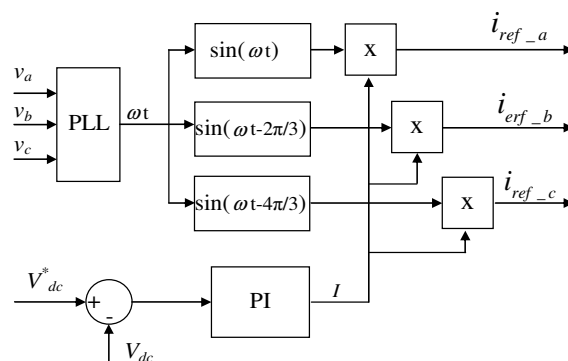 sin(ωt)
x
i_ref_a
v_a
v_b
v_c
PLL
ωt
sin(ωt-2π/3)
x
i_erf_b
sin(ωt-4π/3)
x
i_ref_c
V*_dc
+
-
PI
I
V_dc